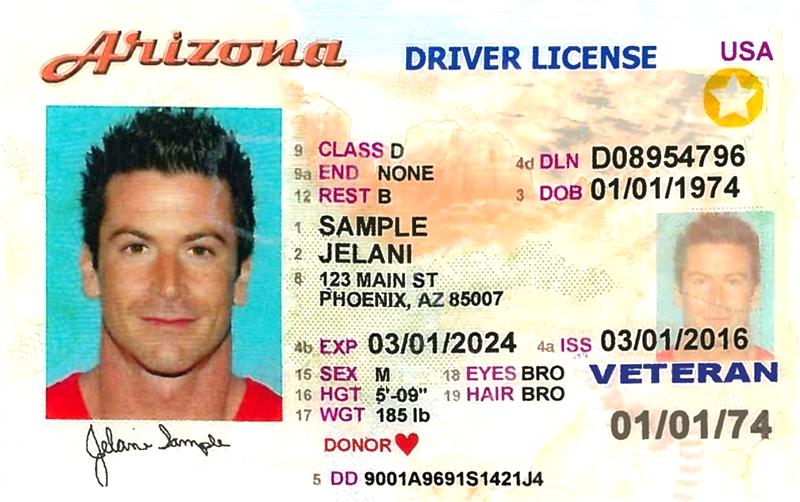 Arizona DRIVER LICENSE USA
9 CLASS D
9a END NONE
12 REST B
4d DLN D08954796
3 DOB 01/01/1974
1 SAMPLE
2 JELANI
8 123 MAIN ST
PHOENIX, AZ 85007
4b EXP 03/01/2024 4a ISS 03/01/2016
15 SEX M 18 EYES BRO
16 HGT 5'-09" 19 HAIR BRO
17 WGT 185 lb
VETERAN
01/01/74
DONOR
Jelani Sample
5 DD 9001A9691S1421J4